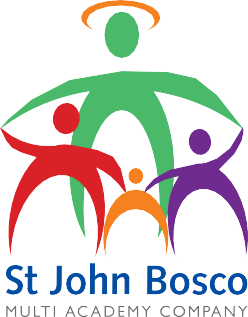 St John Bosco
MULTI ACADEMY COMPANY